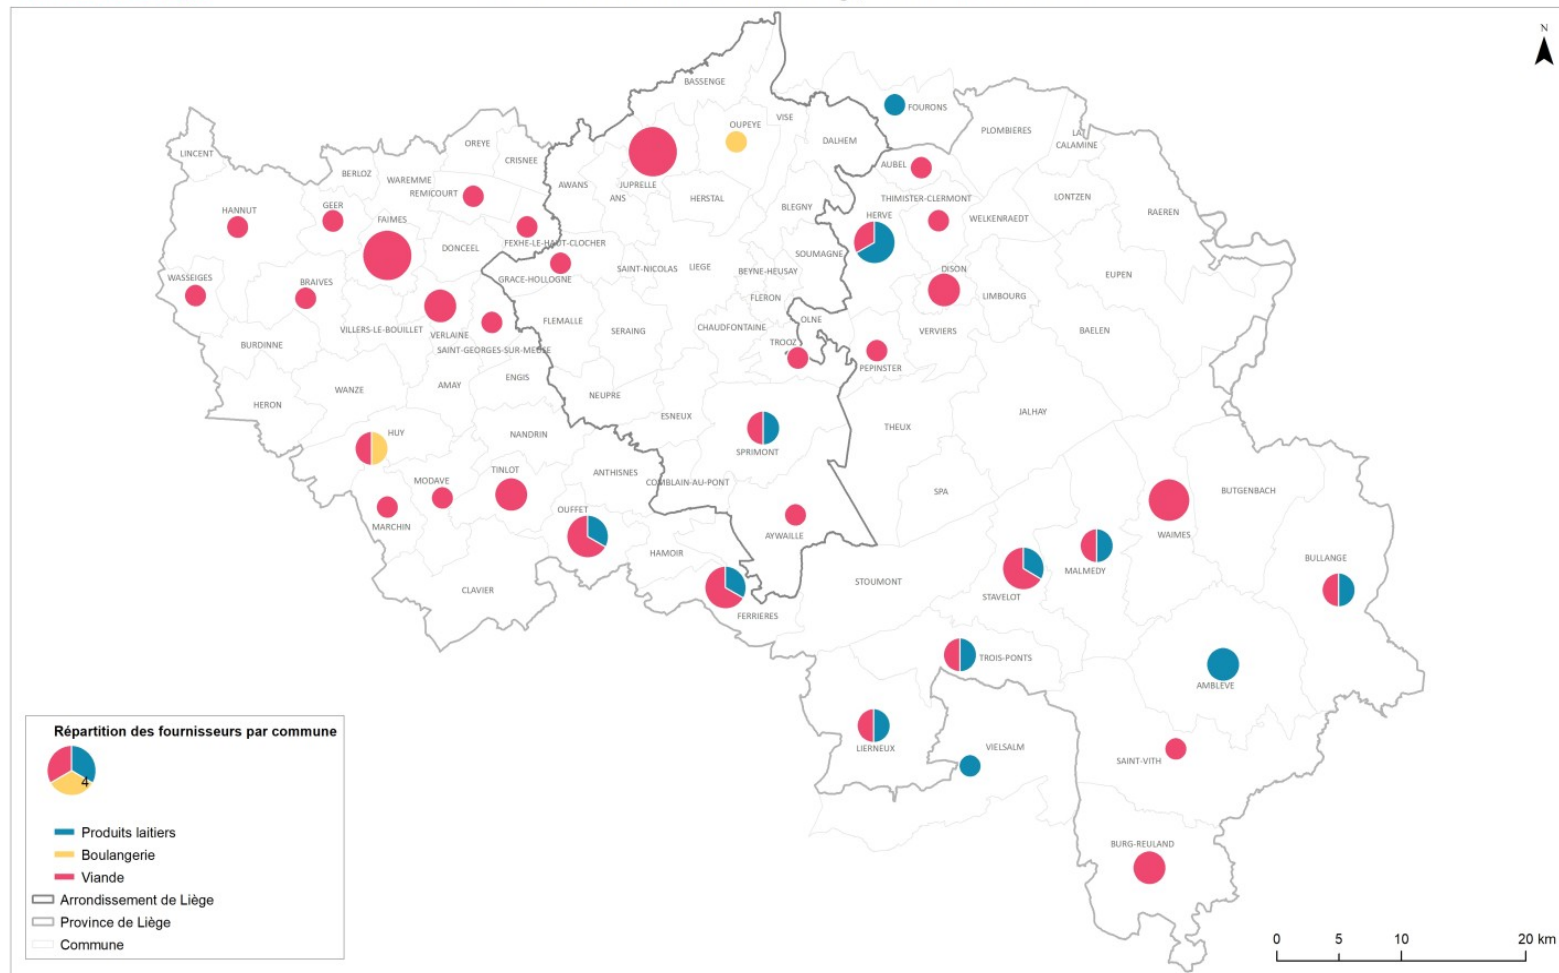 N
BASSENGE
FOURONS
VISE
OUPEYE
PLOMBIERES
LA
CALAMINE
DALHEM
OREYE
LINCENT
CRISNEE
AUBEL
BERLOZ
WAREMME
REMICOURT
AWANS
JUPRELLE
ANS
HERSTAL
THIMISTER-CLERMONT
LONTZEN
GEER
HANNUT
BLEGNY
RAEREN
FAIMES
HERVE
WELKENRAEDT
FEXHE-LE-HAUT-CLOCHER
DONCEEL
SOUMAGNE
SAINT-NICOLAS
LIEGE
BEYNE-HEUSAY
DISON
EUPEN
WASSEIGES
GRACE-HOLLOGNE
BRAIVES
LIMBOURG
FLERON
FLEMALLE
OLNE
VILLERS-LE-BOUILLET
VERLAINE
SERAING
CHAUDFONTAINE
VERVIERS
BAELEN
BURDINNE
SAINT-GEORGES-SUR-MEUSE
TROOZ
PEPINSTER
ENGIS
WANZE
AMAY
NEUPRE
HERON
ESNEUX
JALHAY
HUY
NANDRIN
THEUX
SPRIMONT
TINLOT
ANTHISNES
MODAVE
COMBLAIN-AU-PONT
SPA
BUTGENBACH
OUFFET
MARCHIN
AYWAILLE
WAIMES
HAMOIR
BULLANGE
MALMEDY
CLAVIER
STOUMONT
STAVELOT
FERRIERES
TROIS-PONTS
AMBLEVE
LIERNEUX
VIELSALM
SAINT-VITH
BURG-REULAND
Répartition des fournisseurs par commune
4
Produits laitiers
Boulangerie
Viande
Arrondissement de Liège
Province de Liège
Commune
0 5 10 20 km